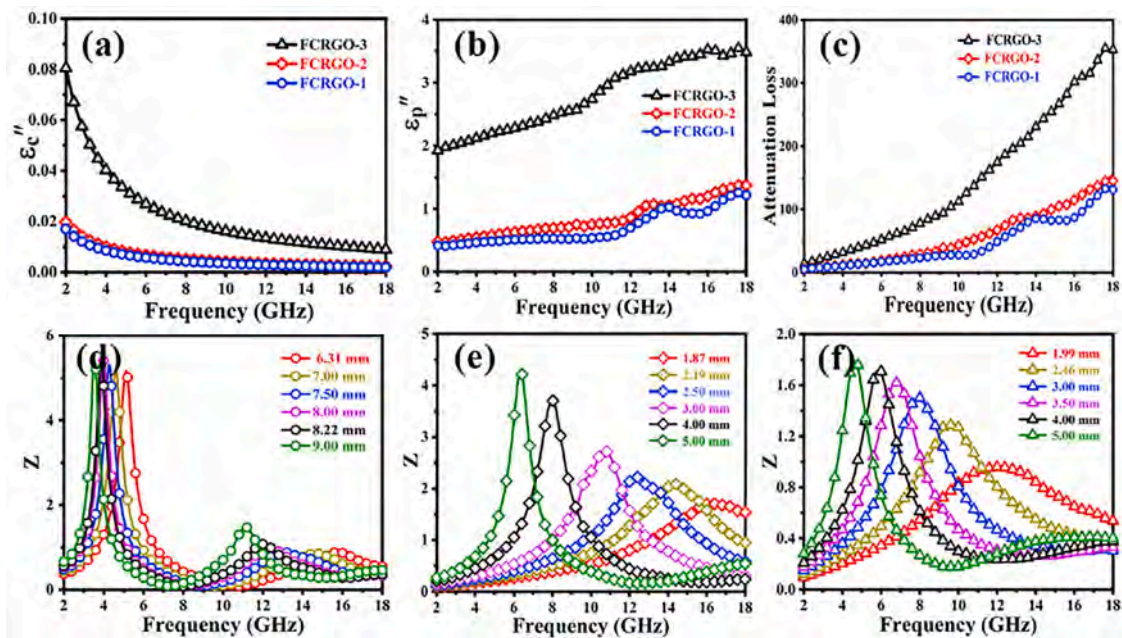 (a)
FCRGO-3
FCRGO-2
FCRGO-1
εc″
0.10
0.08
0.06
0.04
0.02
0.00
2 4 6 8 10 12 14 16 18
Frequency (GHz)
(b)
FCRGO-3
FCRGO-2
FCRGO-1
εp″
4
3
2
1
0
2 4 6 8 10 12 14 16 18
Frequency (GHz)
(c)
FCRGO-3
FCRGO-2
FCRGO-1
Attenuation Loss
400
300
200
100
0
2 4 6 8 10 12 14 16 18
Frequency (GHz)
(d)
6.31 mm
7.00 mm
7.50 mm
8.00 mm
8.22 mm
9.00 mm
Z
6
5
4
3
2
1
0
2 4 6 8 10 12 14 16 18
Frequency (GHz)
(e)
1.87 mm
2.19 mm
2.50 mm
3.00 mm
4.00 mm
5.00 mm
Z
5
4
3
2
1
0
2 4 6 8 10 12 14 16 18
Frequency (GHz)
(f)
1.99 mm
2.46 mm
3.00 mm
3.50 mm
4.00 mm
5.00 mm
Z
2.0
1.6
1.2
0.8
0.4
0.0
2 4 6 8 10 12 14 16 18
Frequency (GHz)